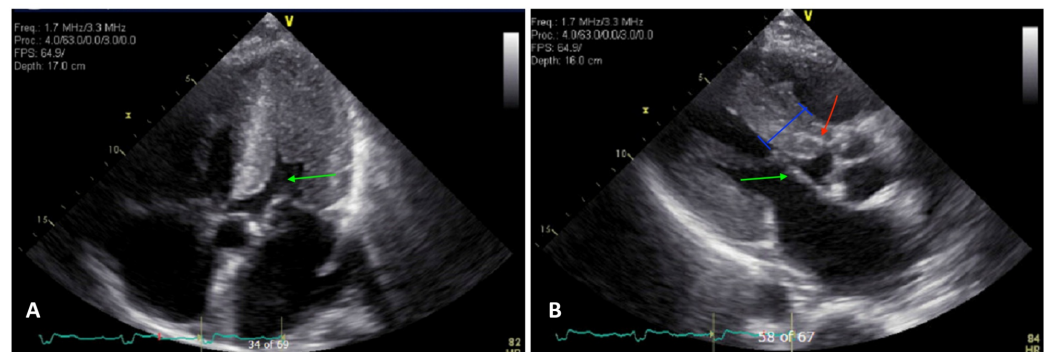 V
Freq.: 1.7 MHz/3.3 MHz
Proc.: 4.0/63.0/0.0/3.0/0.0
FPS: 64.9/
Depth: 17.0 cm
5
10
15
A
34 of 69
82
HR
V
Freq.: 1.7 MHz/3.3 MHz
Proc.: 4.0/63.0/0.0/3.0/0.0
FPS: 64.9/
Depth: 16.0 cm
5
10
15
B
58 of 67
84
HR